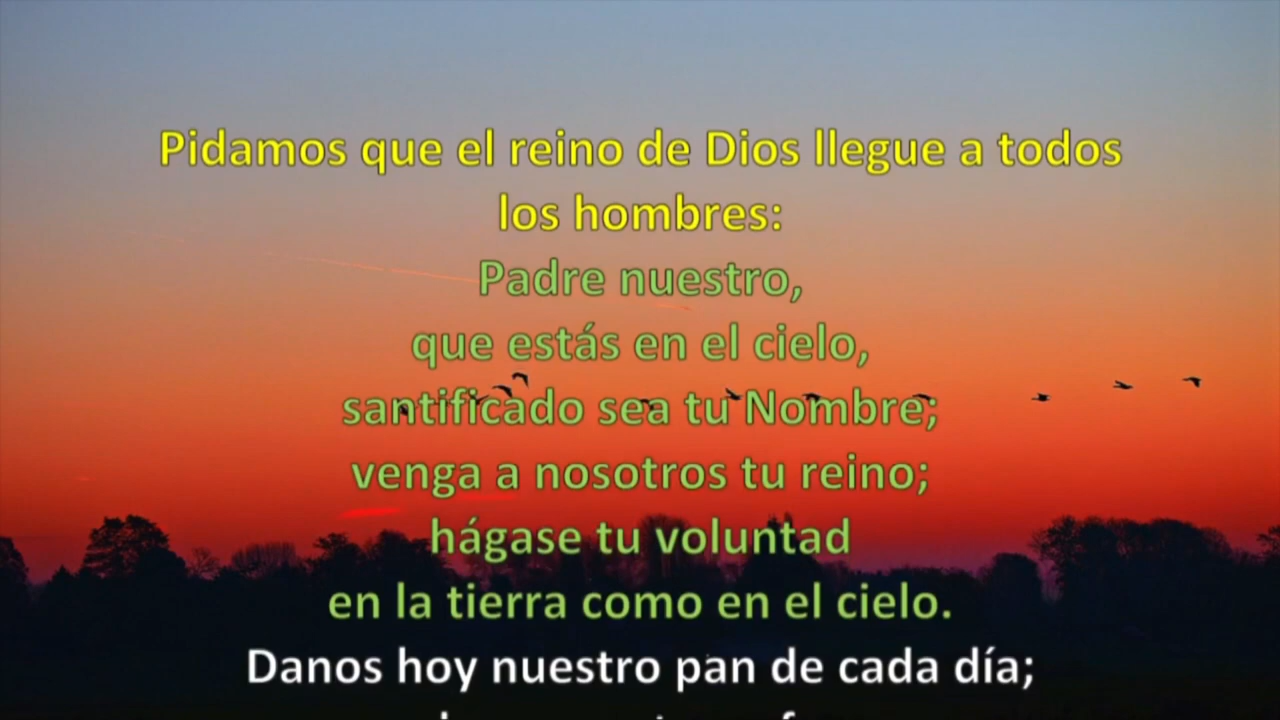 Pidamos que el reino de Dios llegue a todos
los hombres:
Padre nuestro,
que estás en el cielo,
santificado sea tu Nombre;
venga a nosotros tu reino;
hágase tu voluntad
en la tierra como en el cielo.
Danos hoy nuestro pan de cada día;